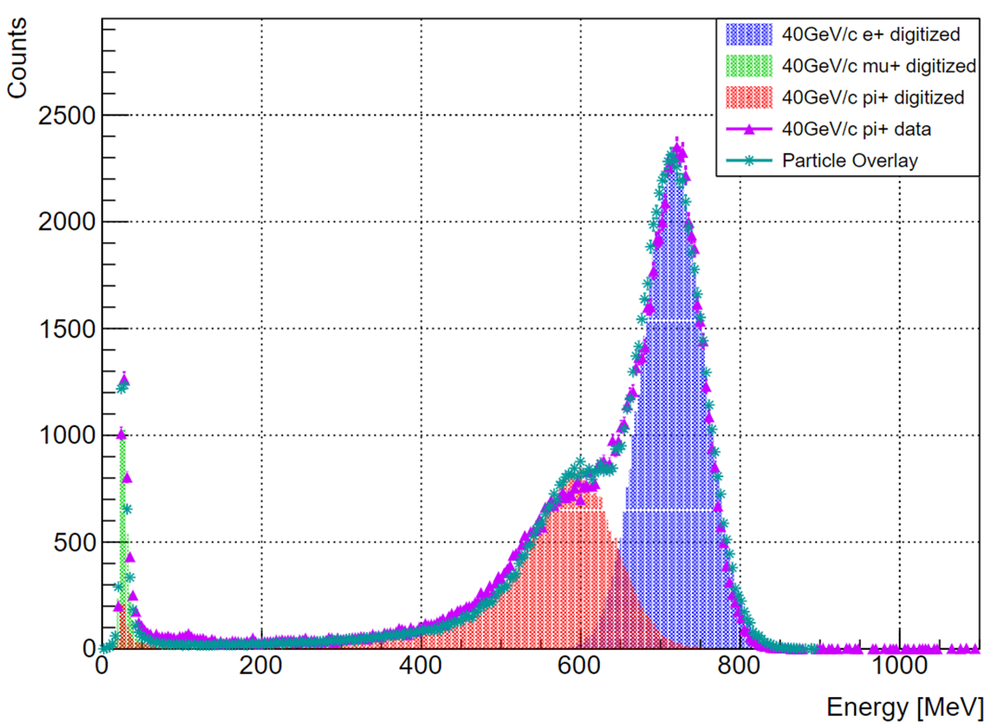 Counts
40GeV/c e+ digitized
40GeV/c mu+ digitized
40GeV/c pi+ digitized
40GeV/c pi+ data
Particle Overlay
2500
2000
1500
1000
500
0
0 200 400 600 800 1000
Energy [MeV]